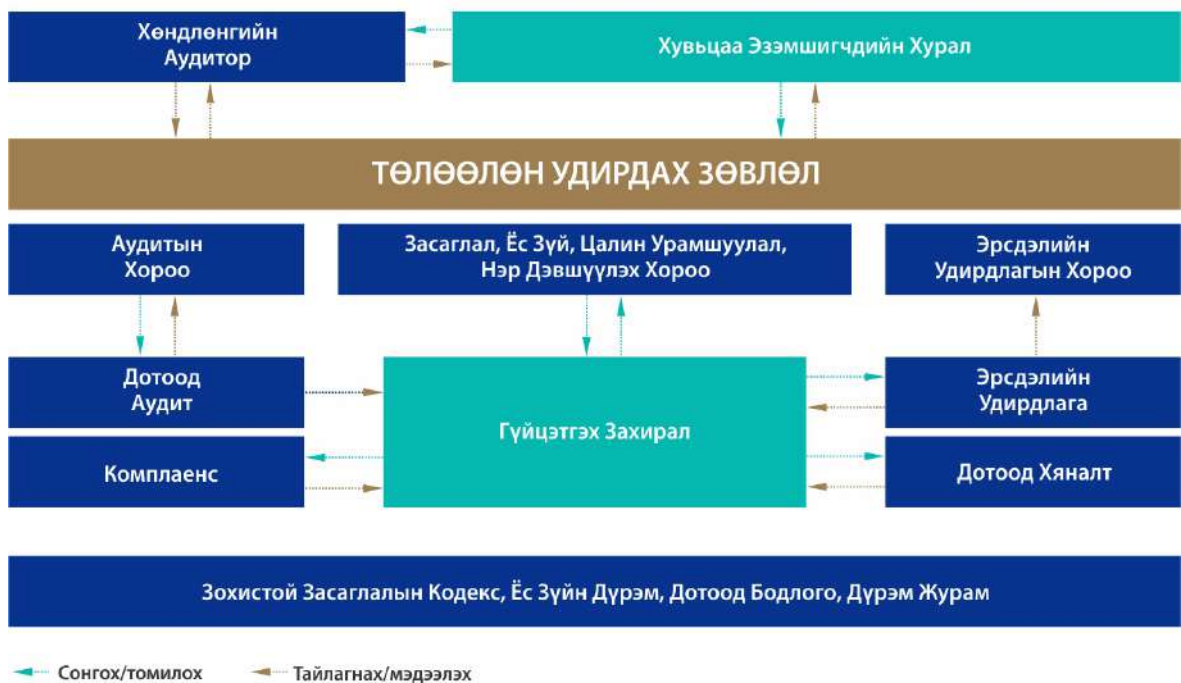 Хөндлөнгийн
Аудитор
Хувьцаа Эзэмшигчдийн Хурал
ТӨЛӨӨЛӨН УДИРДАХ ЗӨВЛӨЛ
Аудитын
Хороо
Засаглал, Ёс Зүй, Цалин Урамшуулал,
Нэр Дэвшүүлэх Хороо
Эрсдэлийн
Удирдлагын Хороо
Дотоод
Аудит
Гүйцэтгэх Захирал
Эрсдэлийн
Удирдлага
Комплаенс
Дотоод Хяналт
Зохистой Засаглалын Кодекс, Ёс Зүйн Дүрэм, Дотоод Бодлого, Дүрэм Журам
Сонгох/томилох
Тайлагнах/мэдээлэх